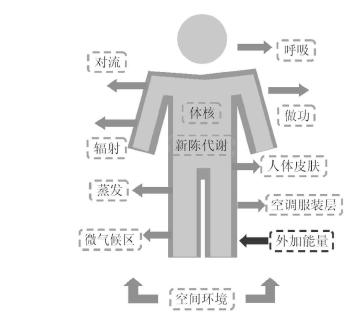 呼吸
对流
体核
做功
辐射
新陈代谢
人体皮肤
蒸发
空调服装层
微气候区
外加能量
空间环境